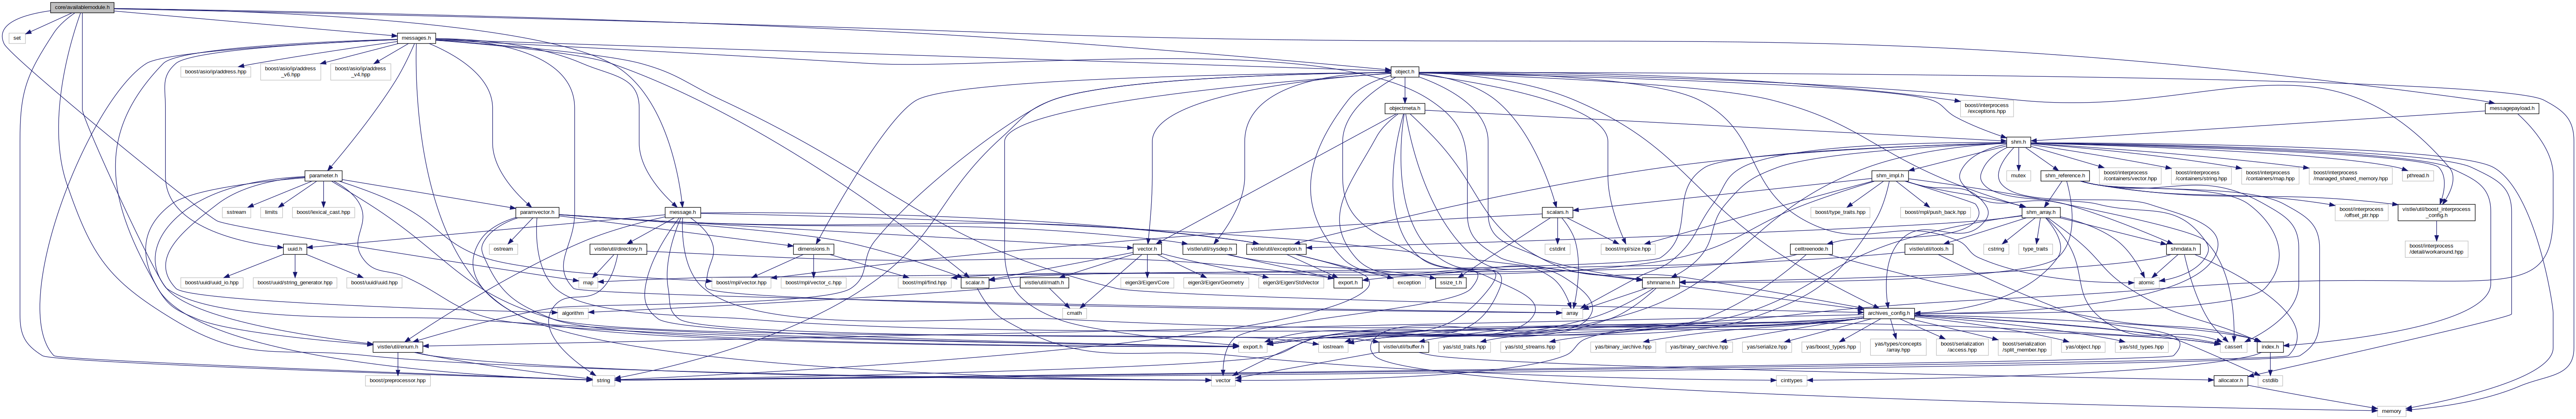 core/availablemodule.h
set
messages.h
boost/asio/ip/address.hpp
boost/asio/ip/address
_v6.hpp
boost/asio/ip/address
_v4.hpp
object.h
objectmeta.h
boost/interprocess
/exceptions.hpp
messagepayload.h
shm.h
parameter.h
shm_impl.h
mutex
shm_reference.h
boost/interprocess
/containers/vector.hpp
boost/interprocess
/containers/string.hpp
boost/interprocess
/containers/map.hpp
boost/interprocess
/managed_shared_memory.hpp
pthread.h
sstream
limits
boost/lexical_cast.hpp
paramvector.h
message.h
scalars.h
boost/type_traits.hpp
boost/mpl/push_back.hpp
shm_array.h
boost/interprocess
/offset_ptr.hpp
vistle/util/boost_interprocess
_config.h
uuid.h
ostream
vistle/util/directory.h
dimensions.h
vector.h
vistle/util/sysdep.h
vistle/util/exception.h
cstdint
boost/mpl/size.hpp
celltreenode.h
vistle/util/tools.h
cstring
type_traits
shmdata.h
boost/interprocess
/detail/workaround.hpp
boost/uuid/uuid_io.hpp
boost/uuid/string_generator.hpp
boost/uuid/uuid.hpp
map
boost/mpl/vector.hpp
boost/mpl/vector_c.hpp
boost/mpl/find.hpp
scalar.h
vistle/util/math.h
eigen3/Eigen/Core
eigen3/Eigen/Geometry
eigen3/Eigen/StdVector
export.h
exception
ssize_t.h
shmname.h
atomic
algorithm
cmath
array
archives_config.h
vistle/util/enum.h
export.h
iostream
vistle/util/buffer.h
yas/std_traits.hpp
yas/std_streams.hpp
yas/binary_iarchive.hpp
yas/binary_oarchive.hpp
yas/serialize.hpp
yas/boost_types.hpp
yas/types/concepts
/array.hpp
boost/serialization
/access.hpp
boost/serialization
/split_member.hpp
yas/object.hpp
yas/std_types.hpp
cassert
index.h
boost/preprocessor.hpp
string
vector
cinttypes
allocator.h
cstdlib
memory